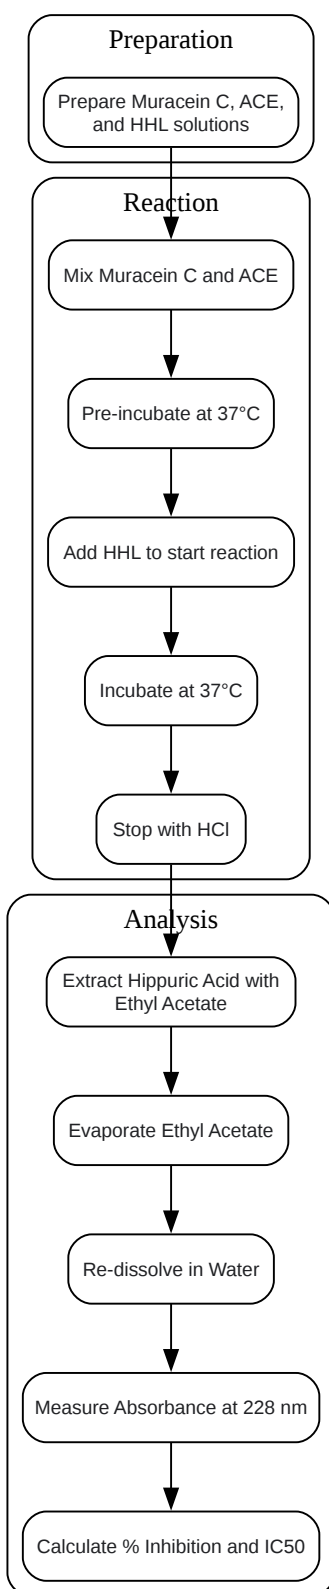 Preparation
Prepare Muracein C, ACE,
and HHL solutions
Reaction
Mix Muracein C and ACE
Pre-incubate at 37°C
Add HHL to start reaction
Incubate at 37°C
Stop with HCl
Analysis
Extract Hippuric Acid with
Ethyl Acetate
Evaporate Ethyl Acetate
Re-dissolve in Water
Measure Absorbance at 228 nm
Calculate % Inhibition and IC50